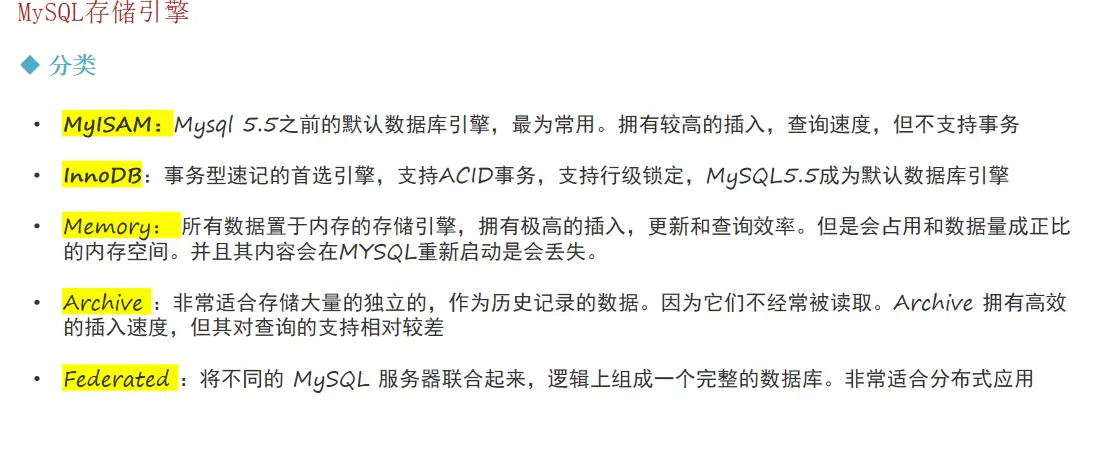 MySQL存储引擎
◆ 分类
• MyISAM：Mysql 5.5之前的默认数据库引擎，最为常用。拥有较高的插入，查询速度，但不支持事务
• InnoDB：事务型速记的首选引擎，支持ACID事务，支持行级锁定，MySQL5.5成为默认数据库引擎
• Memory： 所有数据置于内存的存储引擎，拥有极高的插入，更新和查询效率。但是会占用和数据量成正比
的内存空间。并且其内容会在MYSQL重新启动是会丢失。
• Archive ：非常适合存储大量的独立的，作为历史记录的数据。因为它们不经常被读取。Archive 拥有高效
的插入速度，但其对查询的支持相对较差
• Federated ：将不同的 MySQL 服务器联合起来，逻辑上组成一个完整的数据库。非常适合分布式应用